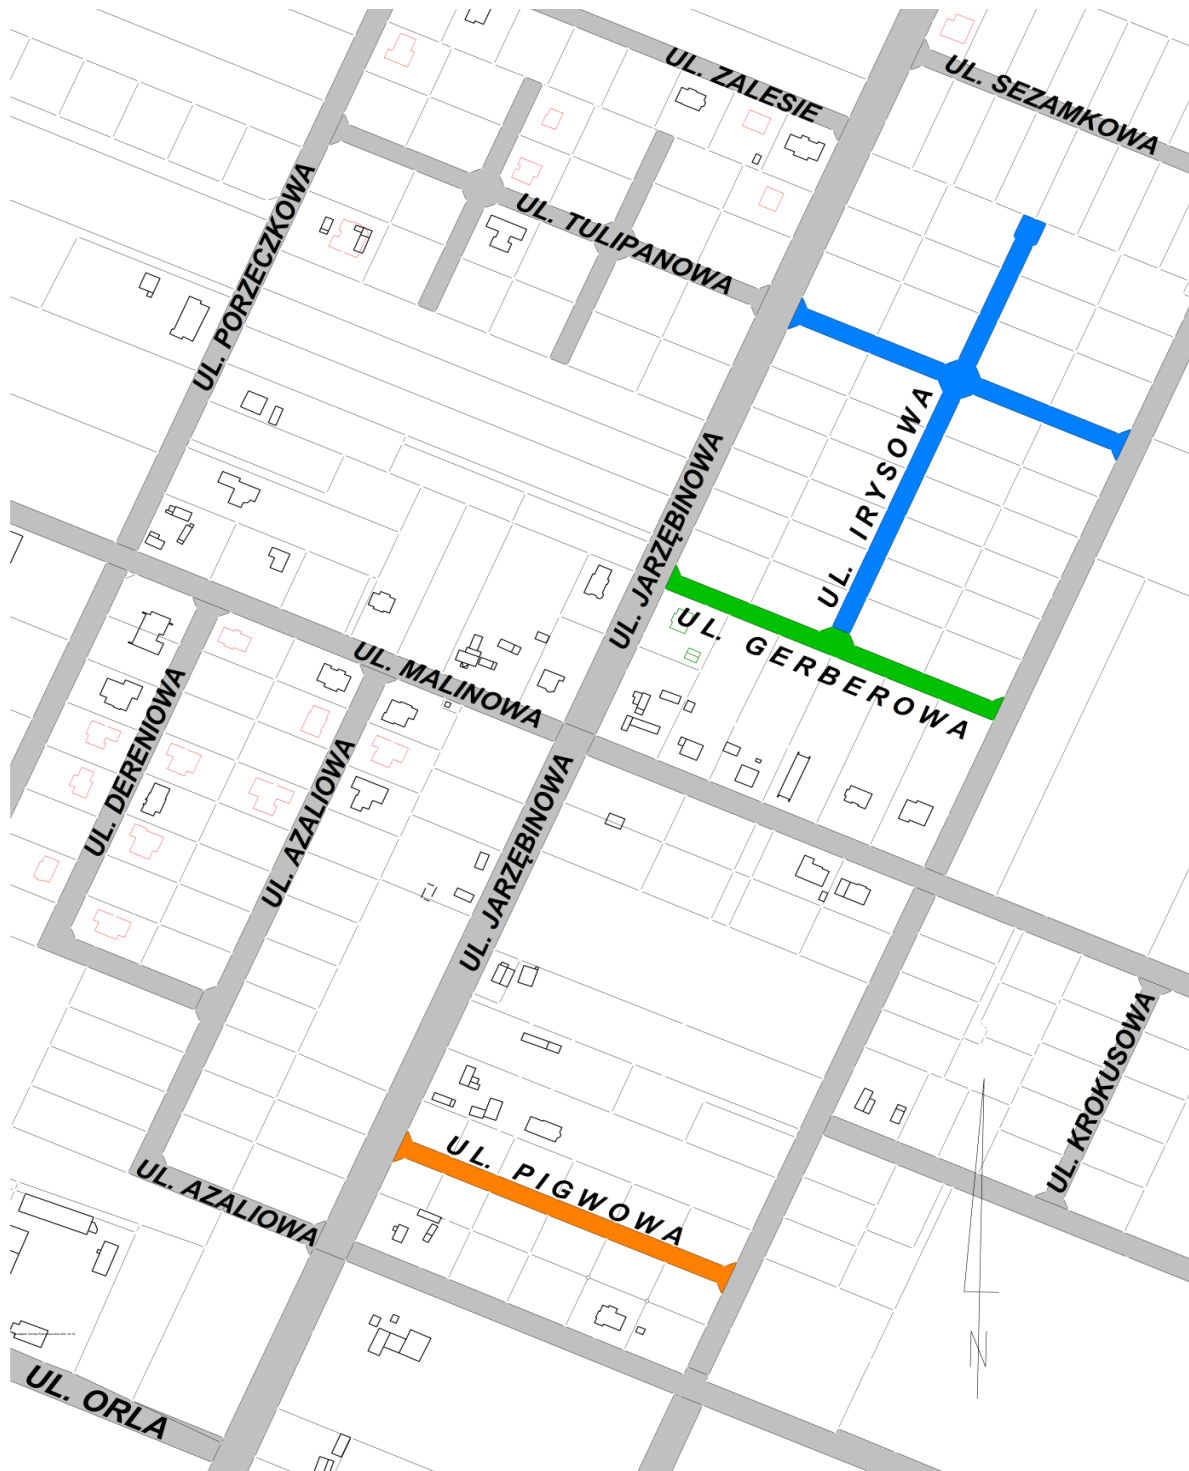 UL. ZALESIE
UL. SEZAMKOWA
UL. TULIPANOWA
UL. PORZECZKOWA
UL. IRYSOWA
UL. JARZĘBINOWA
UL. GERBEROWA
UL. MALINOWA
UL. DERENIOWA
UL. AZALIOWA
UL. JARZĘBINOWA
UL. KROKUSOWA
UL. PIGWOWA
UL. AZALIOWA
N
UL. ORLA